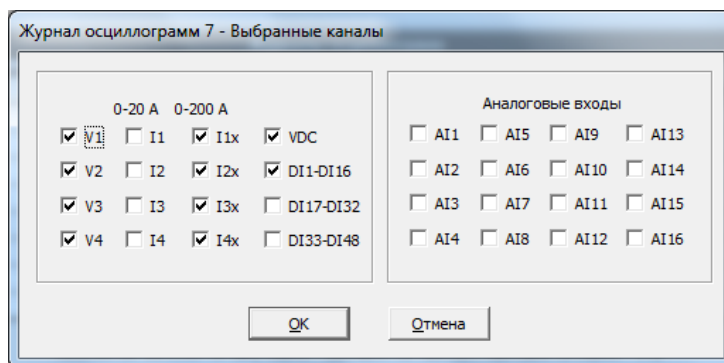 Журнал осциллограмм 7 - Выбранные каналы
0-20 А 0-200 А
V1 I1 I1x VDC
V2 I2 I2x DI1-DI16
V3 I3 I3x DI17-DI32
V4 I4 I4x DI33-DI48
Аналоговые входы
AI1 AI5 AI9 AI13
AI2 AI6 AI10 AI14
AI3 AI7 AI11 AI15
AI4 AI8 AI12 AI16
OK Отмена